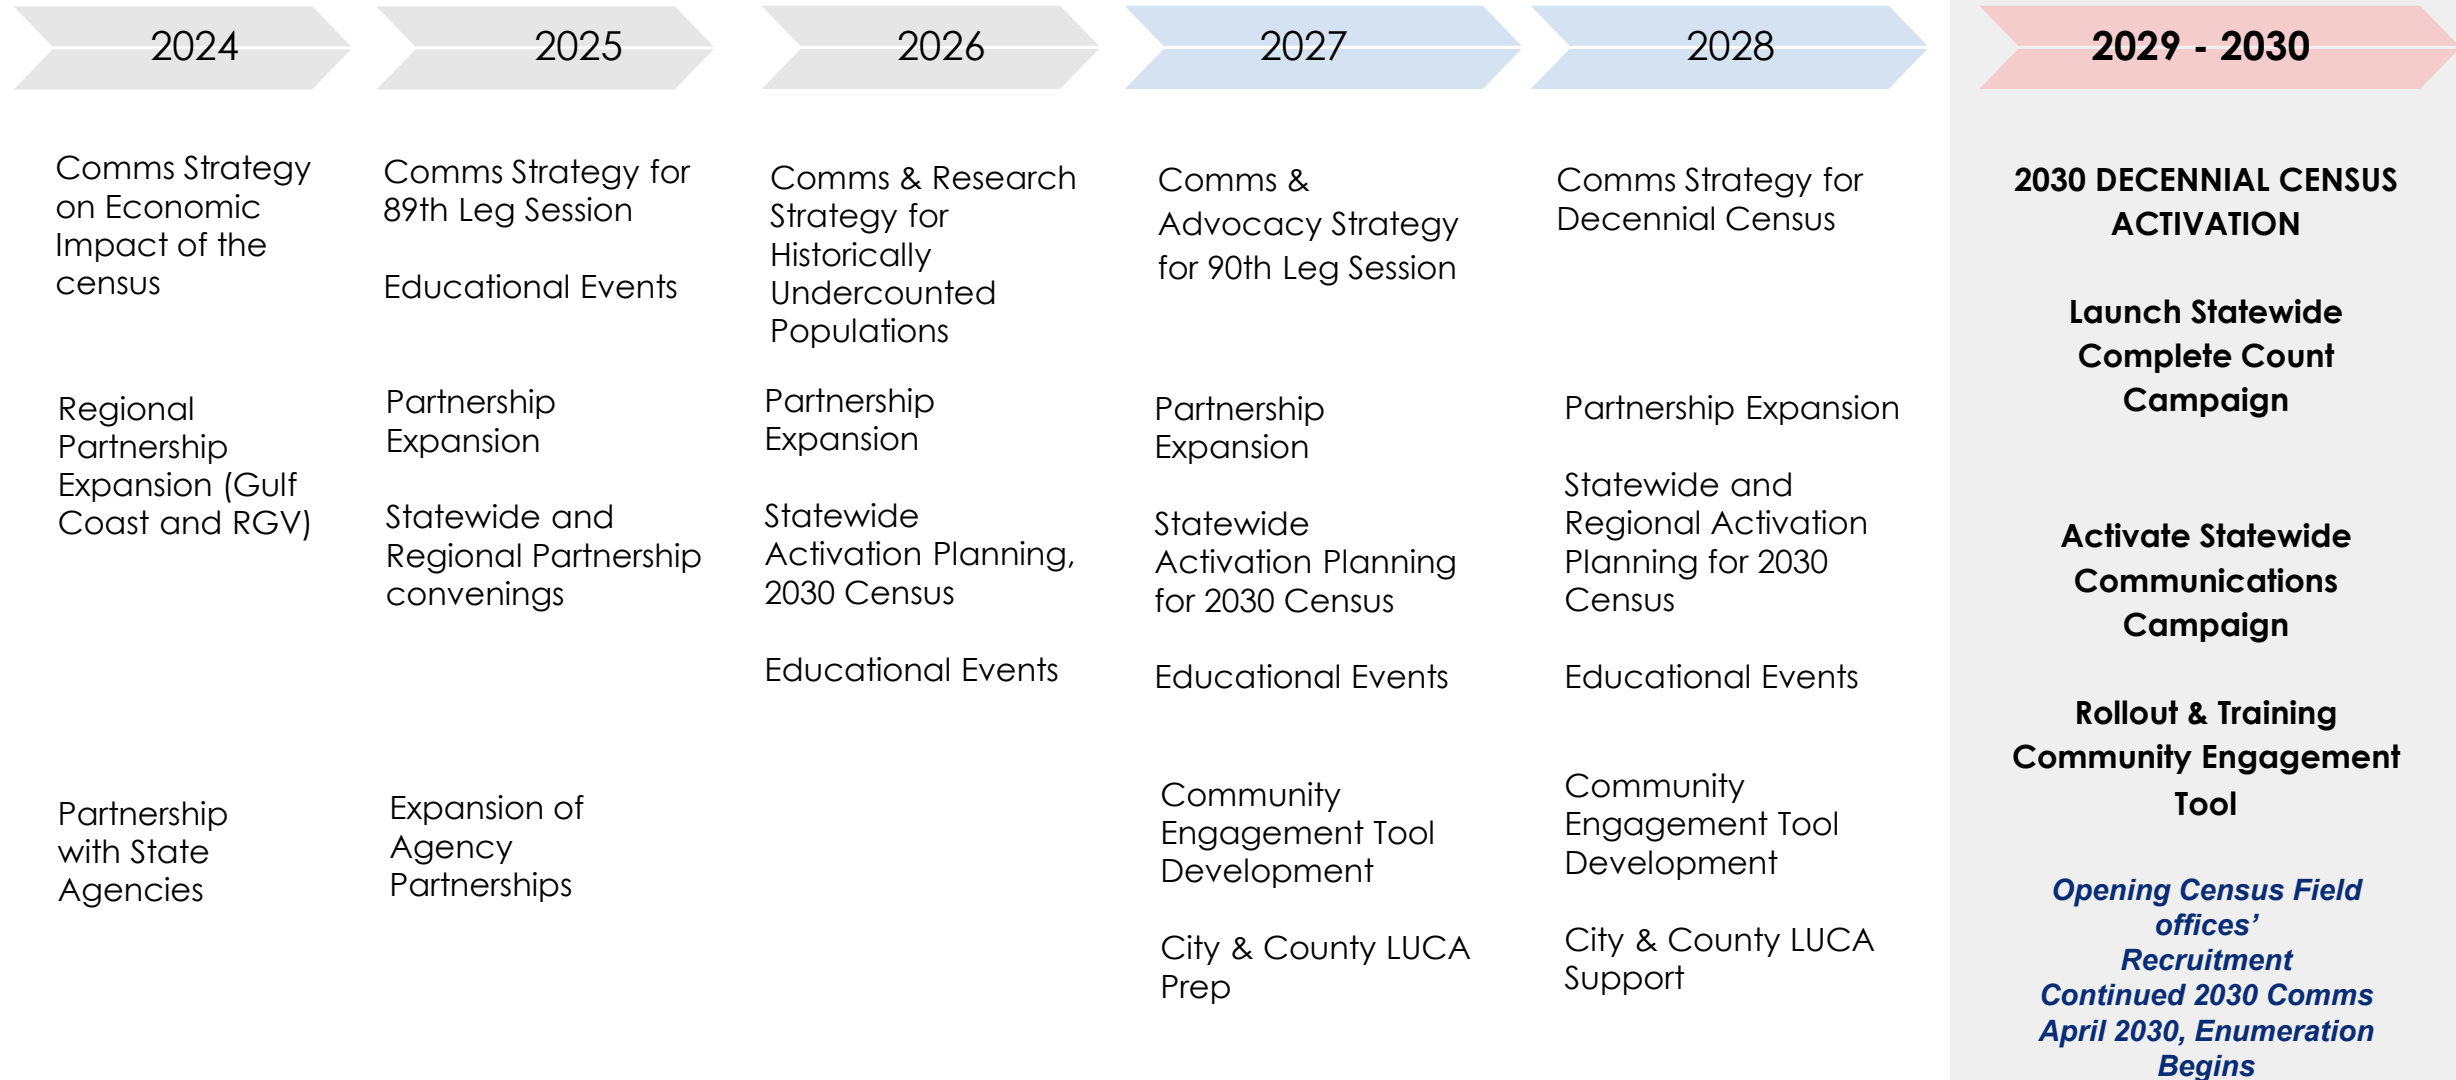 2024
2025
2026
2027
2028
2029 - 2030
Comms Strategy
on Economic
Impact of the
census
Regional
Partnership
Expansion (Gulf
Coast and RGV)
Partnership
with State
Agencies
Comms Strategy for
89th Leg Session
Educational Events
Partnership
Expansion
Statewide and
Regional Partnership
convenings
Expansion of
Agency
Partnerships
Comms & Research
Strategy for
Historically
Undercounted
Populations
Partnership
Expansion
Statewide
Activation Planning,
2030 Census
Educational Events
Comms &
Advocacy Strategy
for 90th Leg Session
Partnership
Expansion
Statewide
Activation Planning
for 2030 Census
Educational Events
Community
Engagement Tool
Development
City & County LUCA
Prep
Comms Strategy for
Decennial Census
Partnership Expansion
Statewide and
Regional Activation
Planning for 2030
Census
Educational Events
Community
Engagement Tool
Development
City & County LUCA
Support
2030 DECENNIAL CENSUS
ACTIVATION
Launch Statewide
Complete Count
Campaign
Activate Statewide
Communications
Campaign
Rollout & Training
Community Engagement
Tool
Opening Census Field
offices’
Recruitment
Continued 2030 Comms
April 2030, Enumeration
Begins